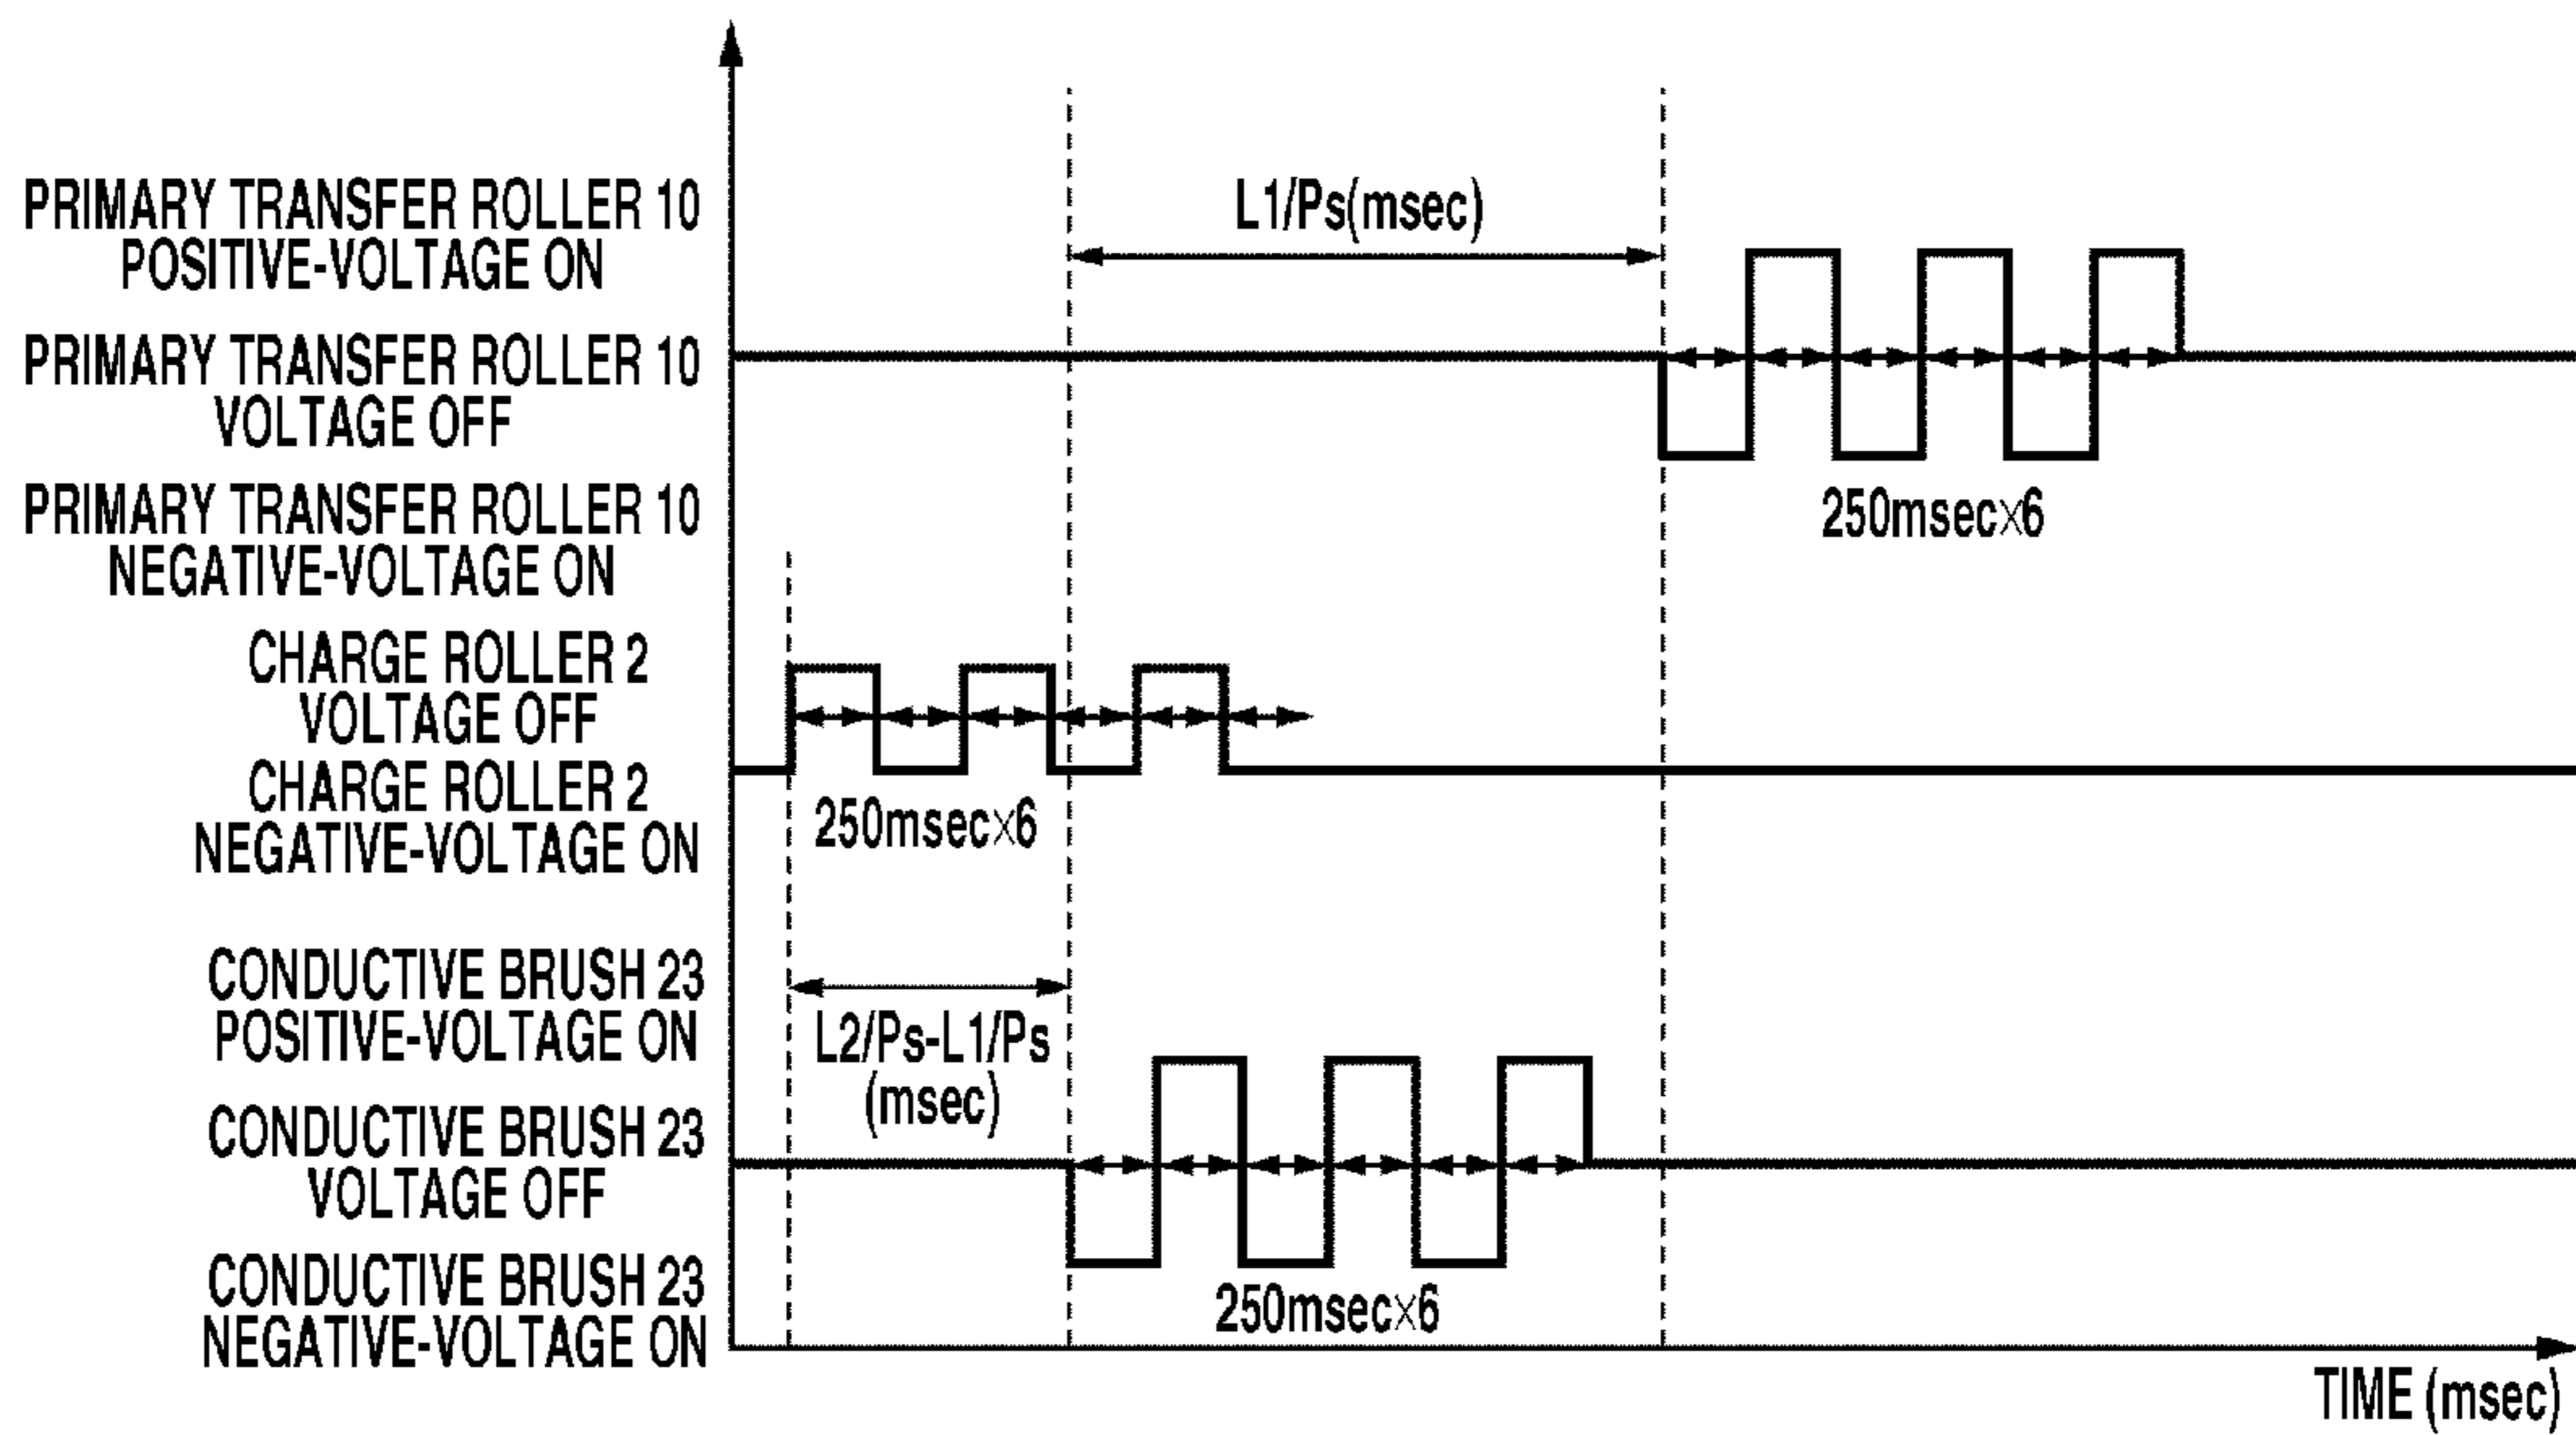 PRIMARY TRANSFER ROLLER 10
POSITIVE-VOLTAGE ON
L1/Ps(msec)
PRIMARY TRANSFER ROLLER 10
VOLTAGE OFF
PRIMARY TRANSFER ROLLER 10
NEGATIVE-VOLTAGE ON
250msec×6
CHARGE ROLLER 2
VOLTAGE OFF
CHARGE ROLLER 2
NEGATIVE-VOLTAGE ON
250msec×6
CONDUCTIVE BRUSH 23
POSITIVE-VOLTAGE ON
L2/Ps-L1/Ps
(msec)
CONDUCTIVE BRUSH 23
VOLTAGE OFF
CONDUCTIVE BRUSH 23
NEGATIVE-VOLTAGE ON
250msec×6
TIME (msec)